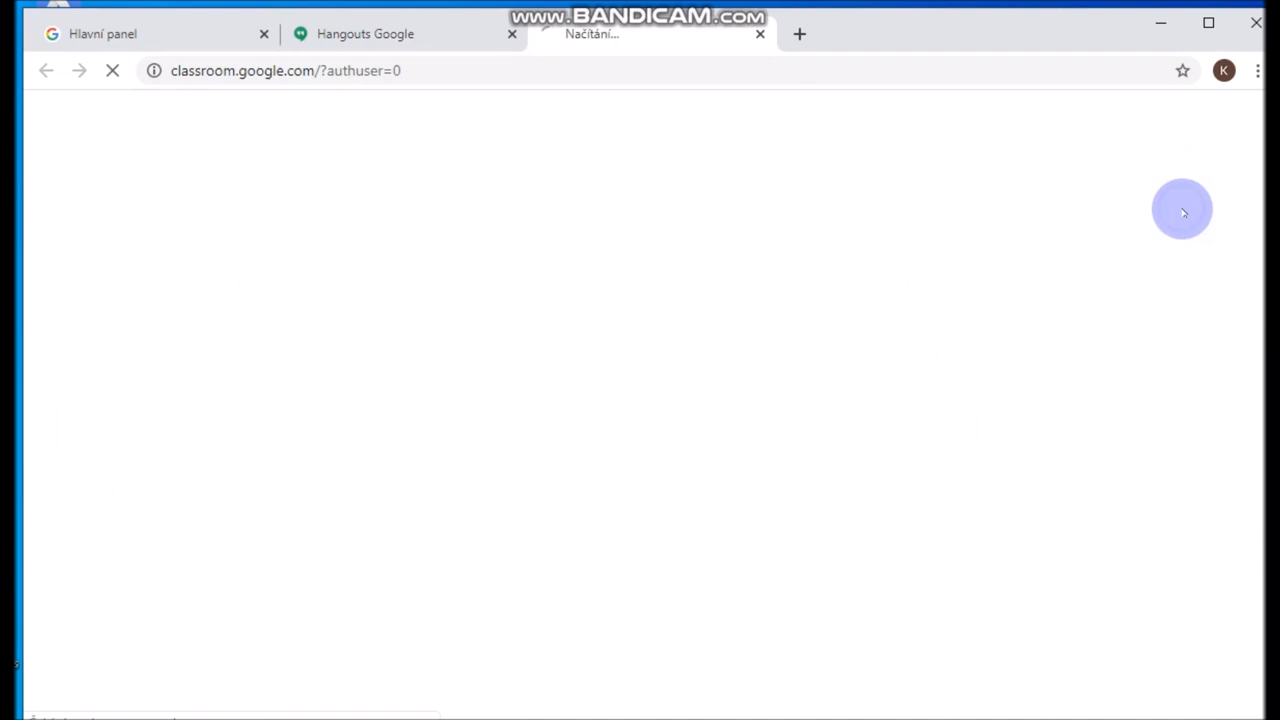 www.BANDICAM.com
Hlavní panel
Hangouts Google
Načítání...
classroom.google.com/?authuser=0
K